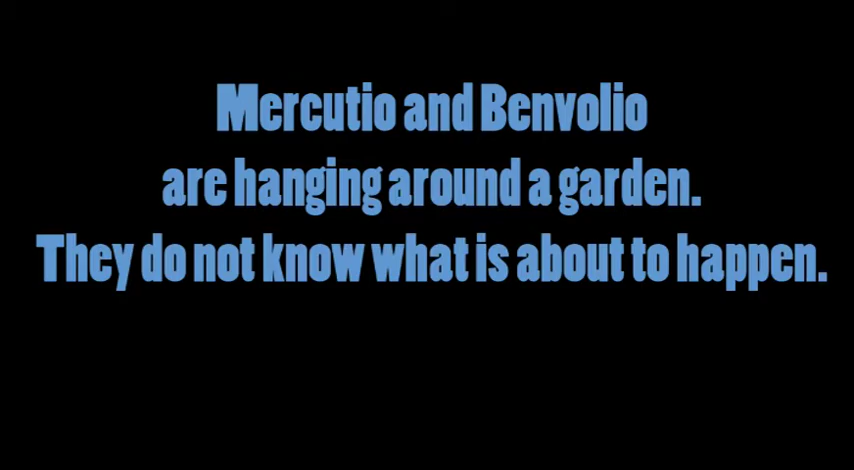 Mercutio and Benvolio
are hanging around a garden.
They do not know what is about to happen.